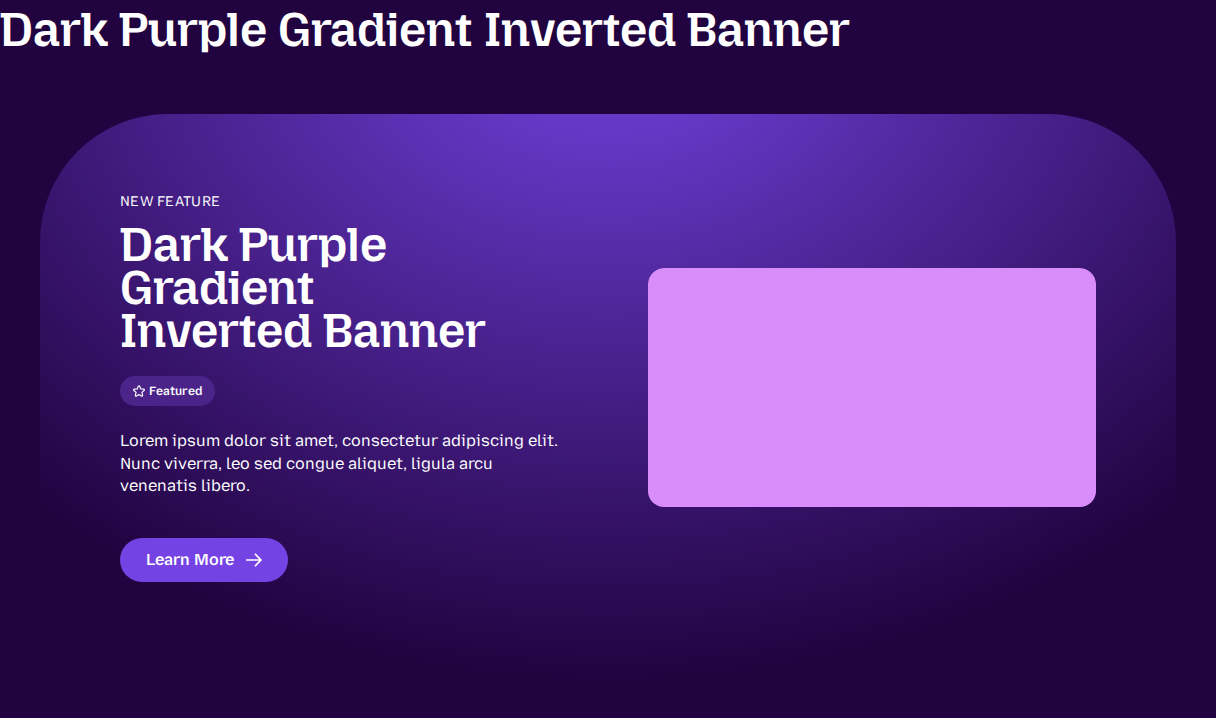 Dark Purple Gradient Inverted Banner
NEW FEATURE
Dark Purple
Gradient
Inverted Banner
Featured
Lorem ipsum dolor sit amet, consectetur adipiscing elit.
Nunc viverra, leo sed congue aliquet, ligula arcu
venenatis libero.
Learn More